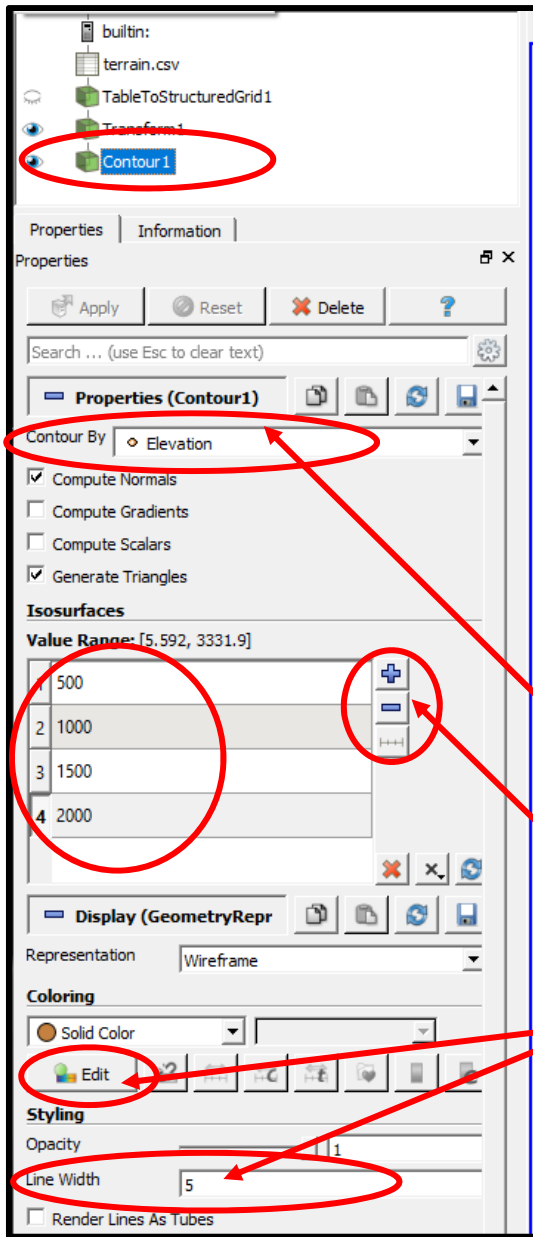 builtin:
terrain.csv
TableToStructuredGrid1
Transform1
Contour1
Properties Information
Properties
Apply Reset Delete ?
Search ... (use Esc to clear text)
Properties (Contour1)
Contour By Elevation
Compute Normals
Compute Gradients
Compute Scalars
Generate Triangles
Isosurfaces
Value Range: [5.592, 3331.9]
1 500
2 1000
3 1500
4 2000
Display (GeometryRepr
Representation Wireframe
Coloring
Solid Color
Edit
Styling
Opacity 1
Line Width 5
Render Lines As Tubes